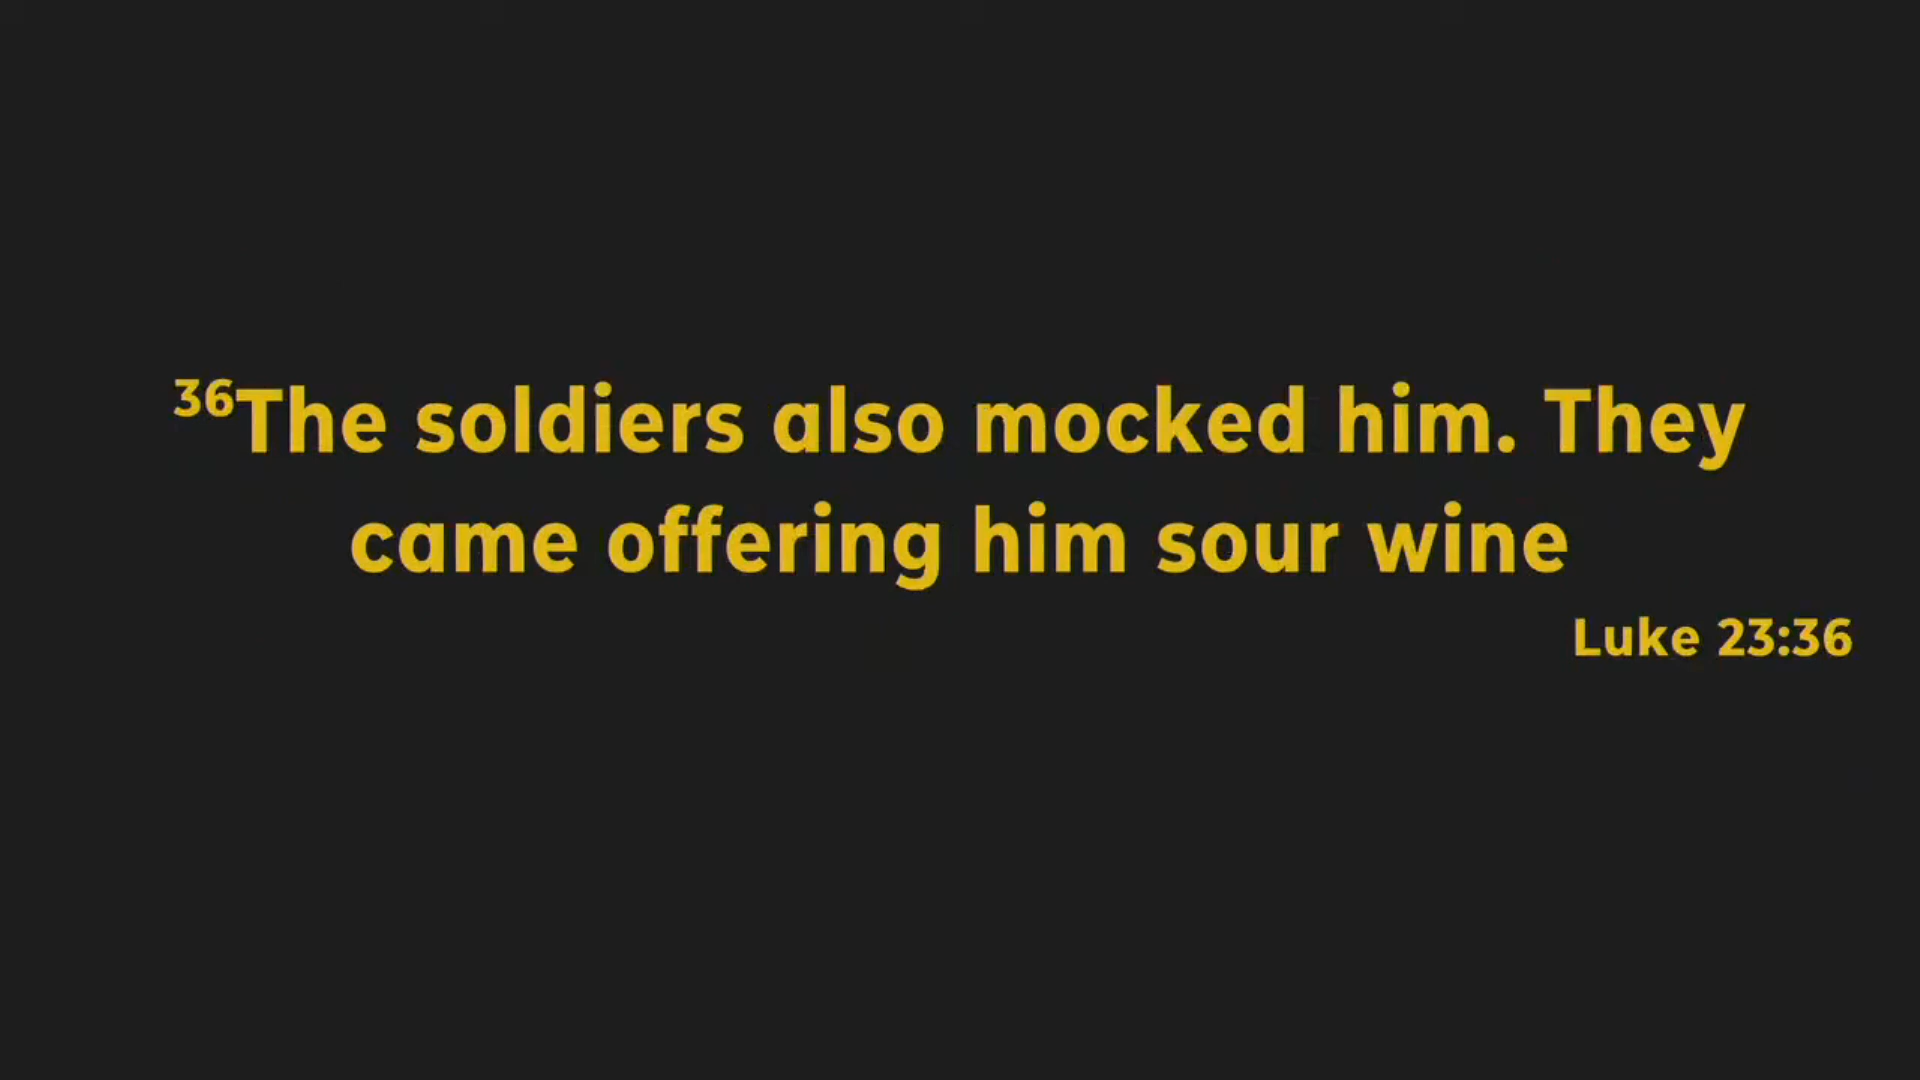 36The soldiers also mocked him. They
came offering him sour wine
Luke 23:36